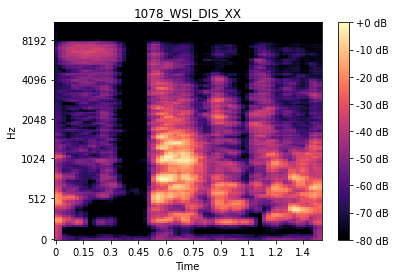 1078_WSI_DIS_XX
Hz
8192
4096
2048
1024
512
0
0 0.15 0.3 0.45 0.6 0.75 0.9 1.1 1.2 1.4
Time
+0 dB
-10 dB
-20 dB
-30 dB
-40 dB
-50 dB
-60 dB
-70 dB
-80 dB